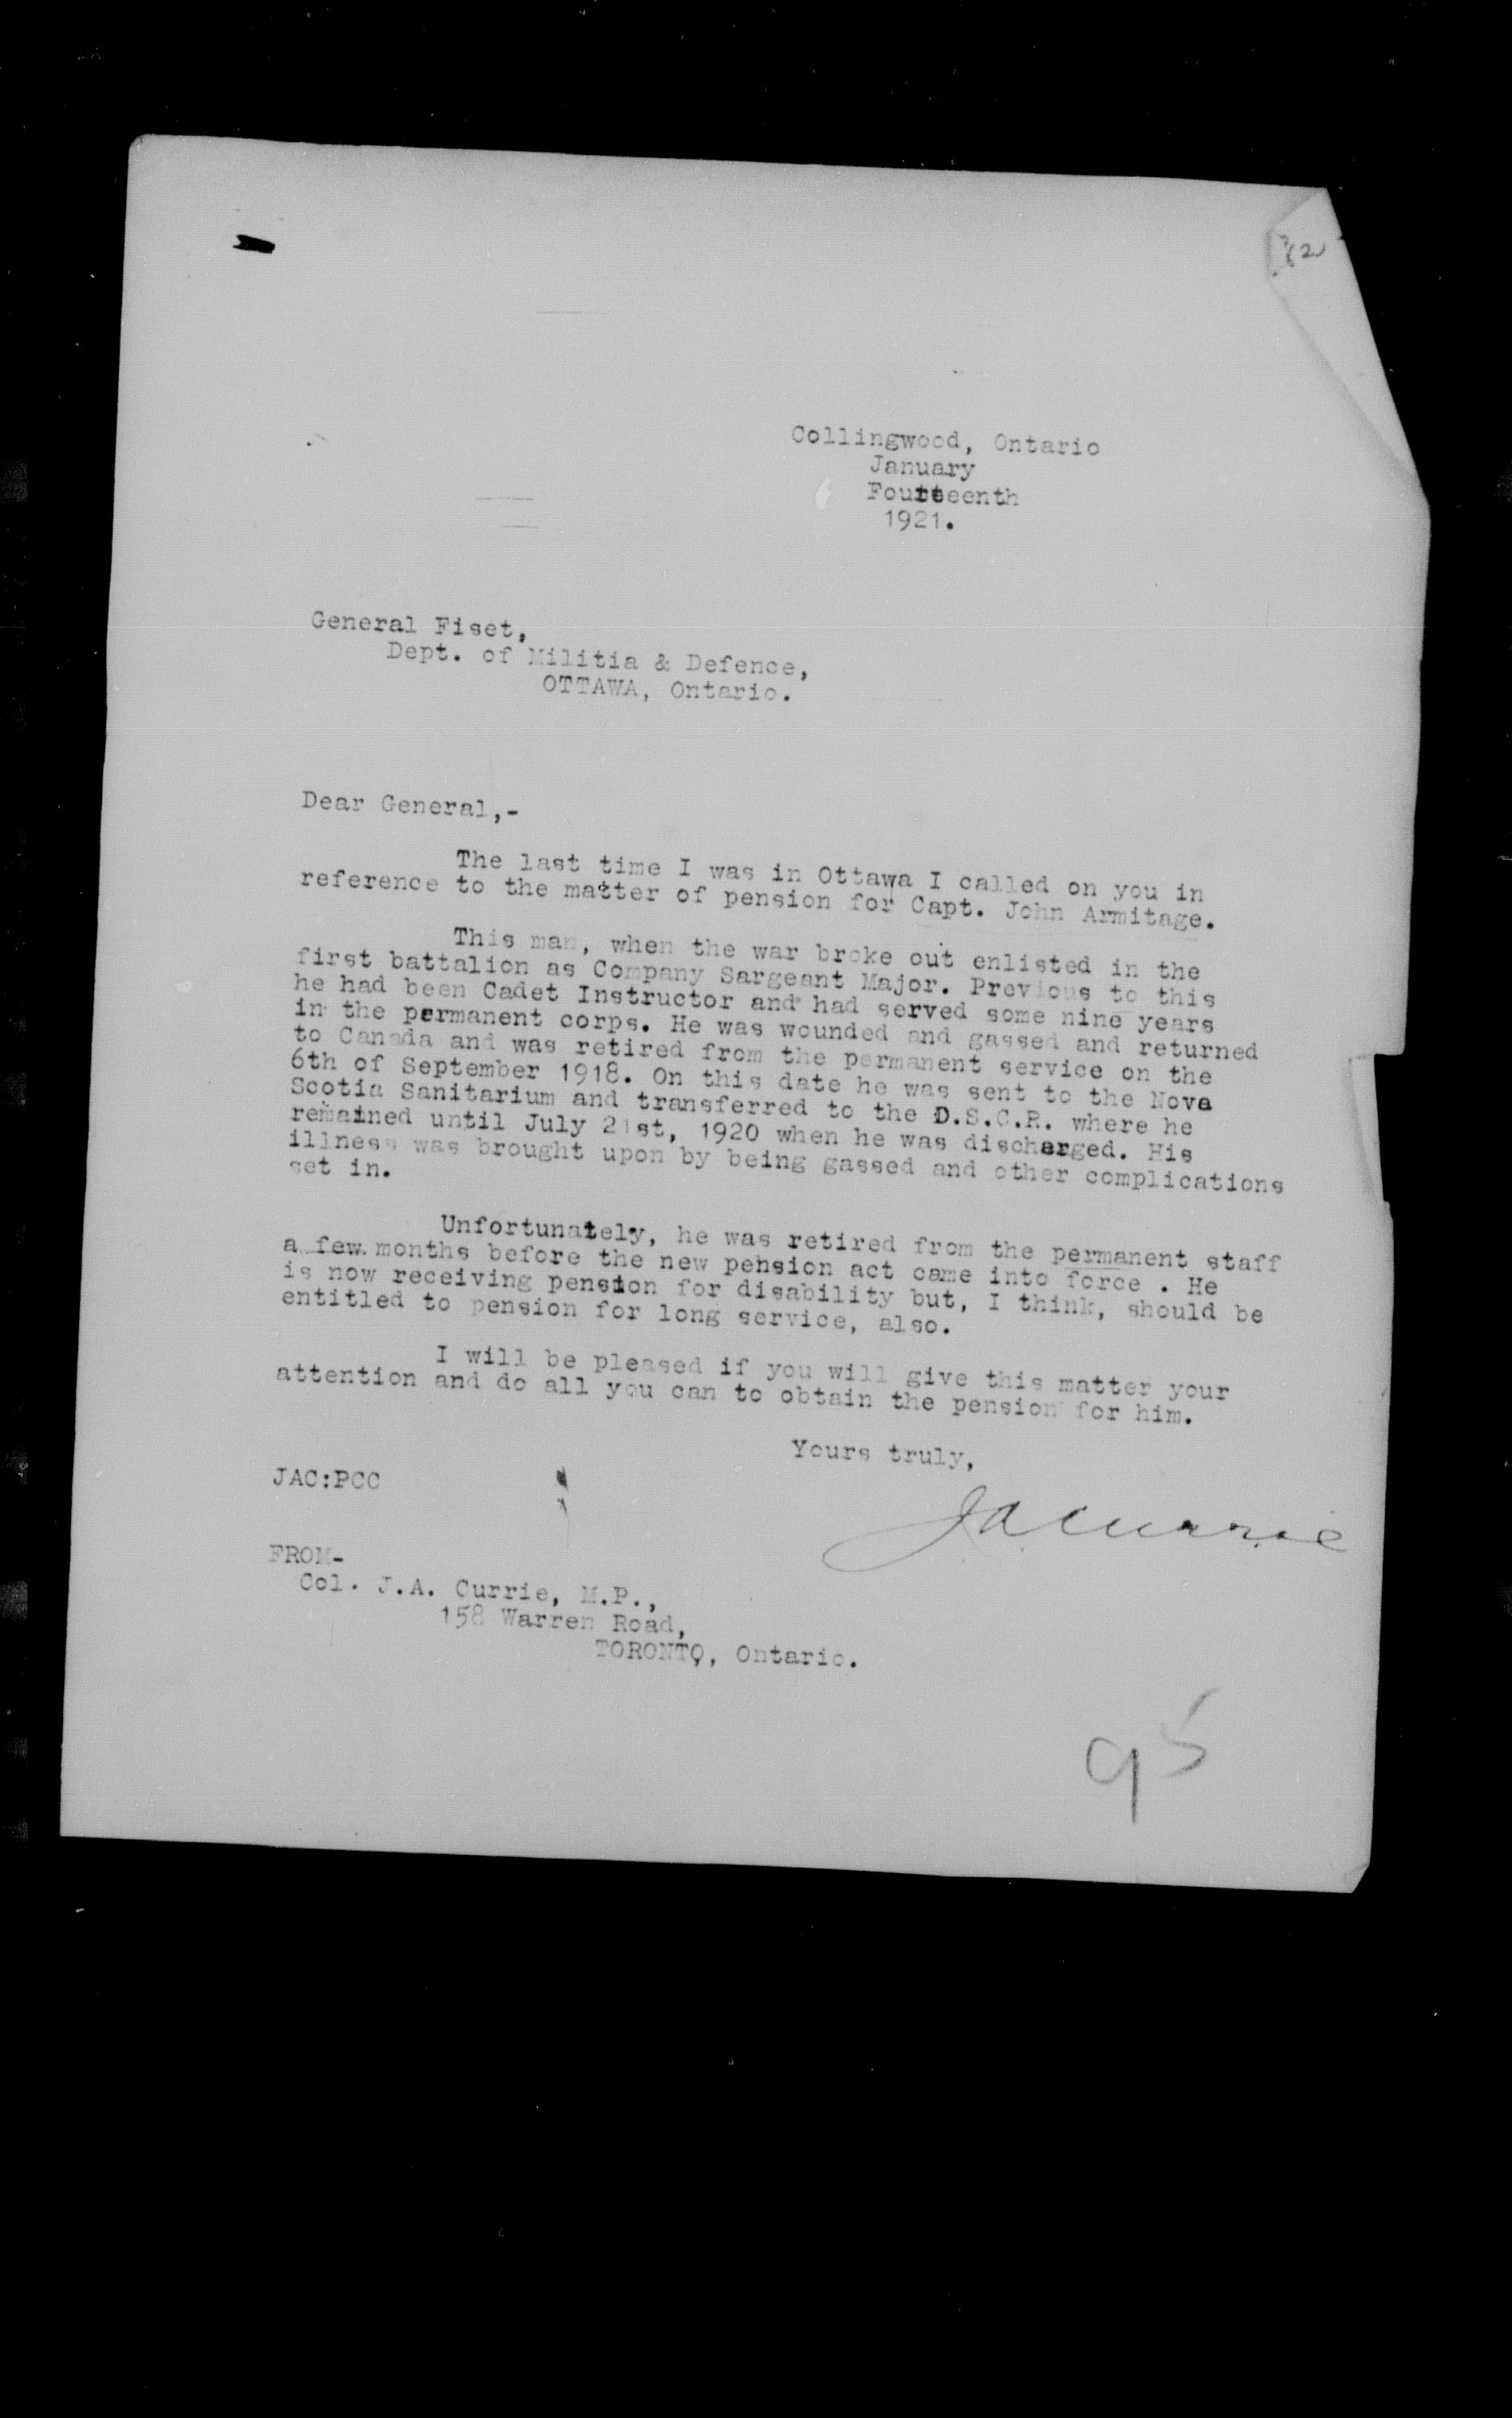 82
Collingwood, Ontario
January
Fourteenth
1921.
General Fiset,
Dept. of Militia & Defence,
OTTAWA, Ontario.
Dear General,-
The last time I was in Ottawa I called on you in
reference to the matter of pension for Capt. John Armitage.
This man, when the war broke out enlisted in the
first battalion as Company Sargeant Major. Previous to this
he had been Cadet Instructor and had served some nine years
in the permanent corps. He was wounded and gassed and returned
to Canada and was retired from the permanent service on the
6th of September 1918. On this date he was sent to the Nova
Scotia Sanitarium and transferred to the D.S.C.R. where he
remained until July 21st, 1920 when he was discharged. His
illness was brought upon by being gassed and other complications
set in.
Unfortunately, he was retired from the permanent staff
a few months before the new pension act came into force . He
is now receiving pension for disability but, I think, should be
entitled to pension for long service, also.
I will be pleased if you will give this matter your
attention and do all you can to obtain the pension for him.
Yours truly,
JAC:PCC
JACurrie
FROM-
Col. J.A. Currie, M.P.,
158 Warren Road,
TORONTO, Ontario.
95